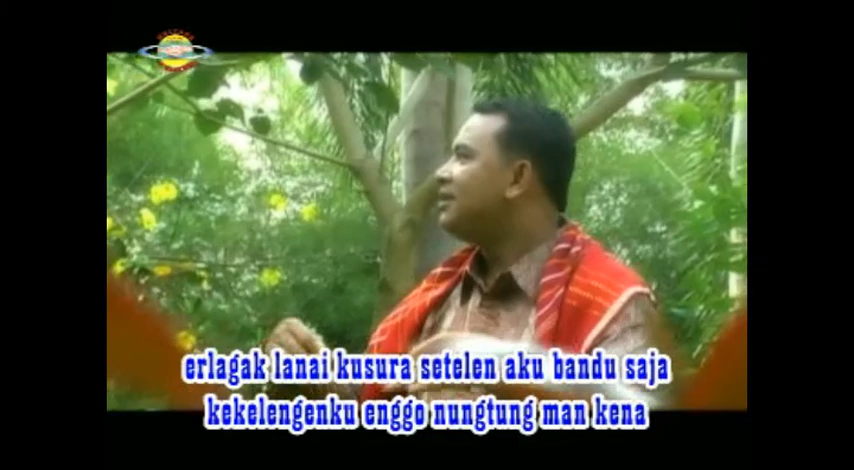 erlagak lanai kusura setelen aku bandu saja
kekelengenku enggo nungtung man kena